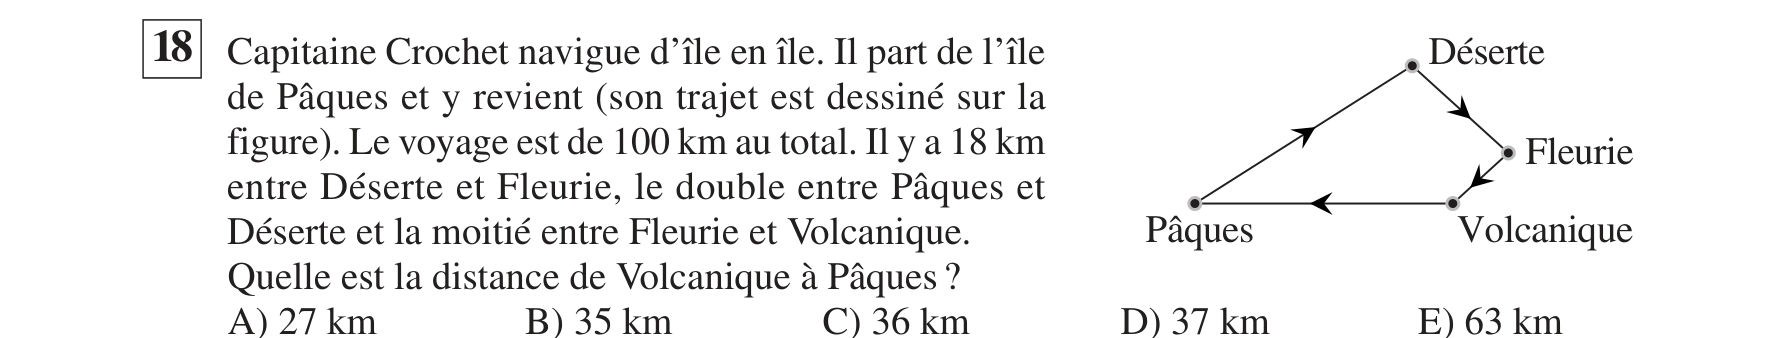 18
Capitaine Crochet navigue d’île en île. Il part de l’île
de Pâques et y revient (son trajet est dessiné sur la
figure). Le voyage est de 100 km au total. Il y a 18 km
entre Déserte et Fleurie, le double entre Pâques et
Déserte et la moitié entre Fleurie et Volcanique.
Quelle est la distance de Volcanique à Pâques ?
Déserte
Fleurie
Pâques
Volcanique
A) 27 km B) 35 km C) 36 km D) 37 km E) 63 km